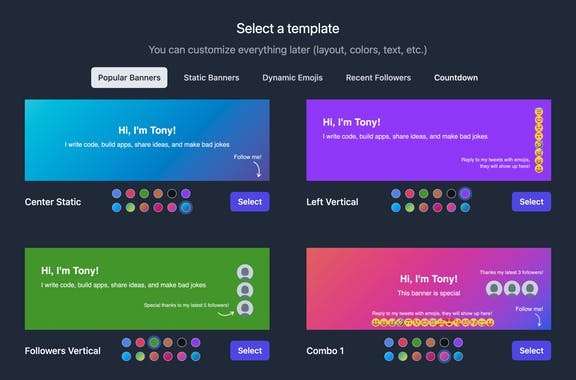 Select a template
You can customize everything later (layout, colors, text, etc.)
Popular Banners
Static Banners
Dynamic Emojis
Recent Followers
Countdown
Hi, I'm Tony!
I write code, build apps, share ideas, and make bad jokes
Follow me!
Center Static
Select
Hi, I'm Tony!
I write code, build apps, share ideas, and make bad jokes
Reply to my tweets with emojis,
they will show up here!
Left Vertical
Select
Hi, I'm Tony!
I write code, build apps, share ideas, and make bad jokes
Special thanks to my latest 5 followers!
Followers Vertical
Select
Thanks my latest 3 followers!
Hi, I'm Tony!
This banner is special
Follow me!
Reply to my tweets with emojis, they will show up here!
Combo 1
Select